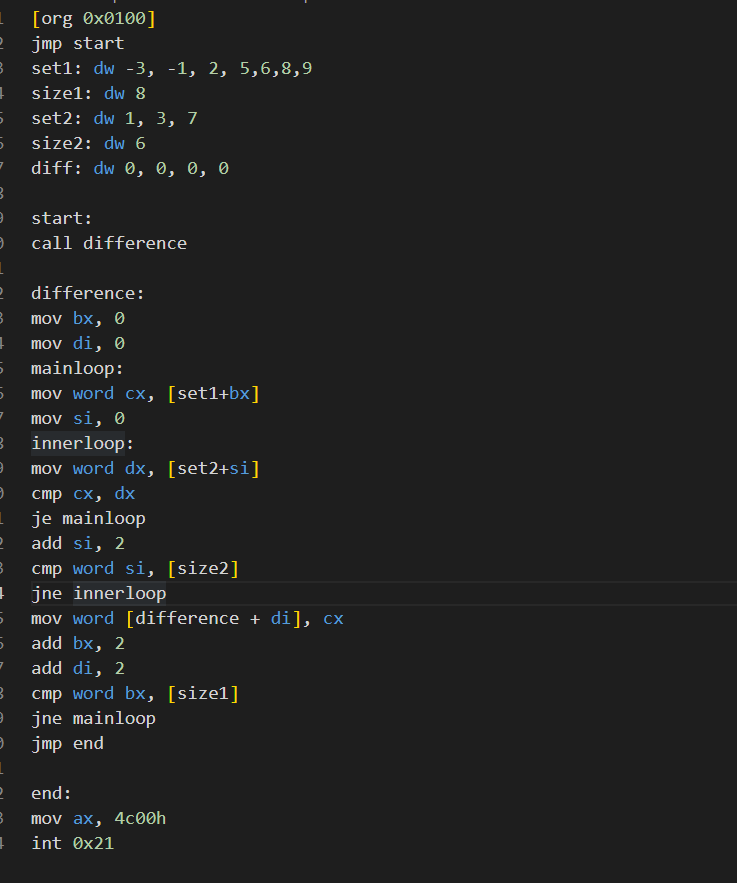 [org 0x0100]
jmp start
set1: dw -3, -1, 2, 5,6,8,9
size1: dw 8
set2: dw 1, 3, 7
size2: dw 6
diff: dw 0, 0, 0, 0
start:
call difference
difference:
mov bx, 0
mov di, 0
mainloop:
mov word cx, [set1+bx]
mov si, 0
innerloop:
mov word dx, [set2+si]
cmp cx, dx
je mainloop
add si, 2
cmp word si, [size2]
jne innerloop
mov word [difference + di], cx
add bx, 2
add di, 2
cmp word bx, [size1]
jne mainloop
jmp end
end:
mov ax, 4c00h
int 0x21